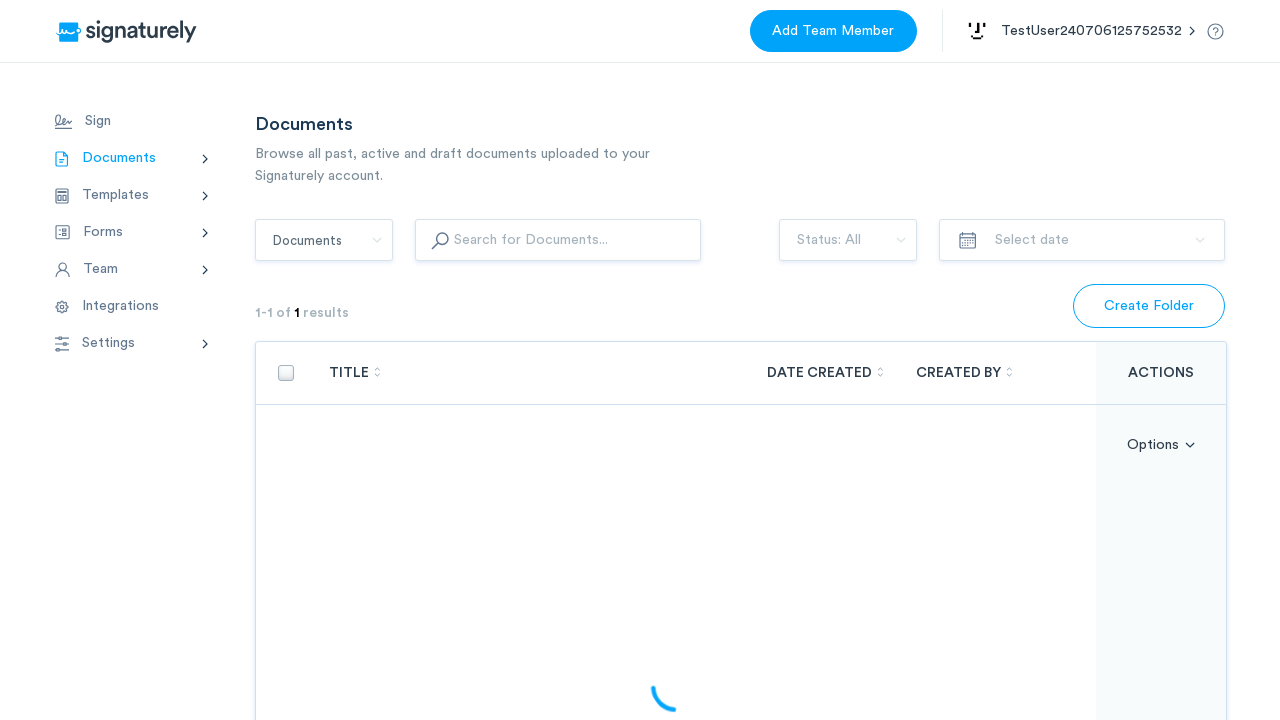 signaturely
Add Team Member
TestUser240706125752532
Sign
Documents
Templates
Forms
Team
Integrations
Settings
Documents
Browse all past, active and draft documents uploaded to your
Signaturely account.
Documents
Search for Documents...
Status: All
Select date
1-1 of 1 results
Create Folder
TITLE
DATE CREATED
CREATED BY
ACTIONS
Options